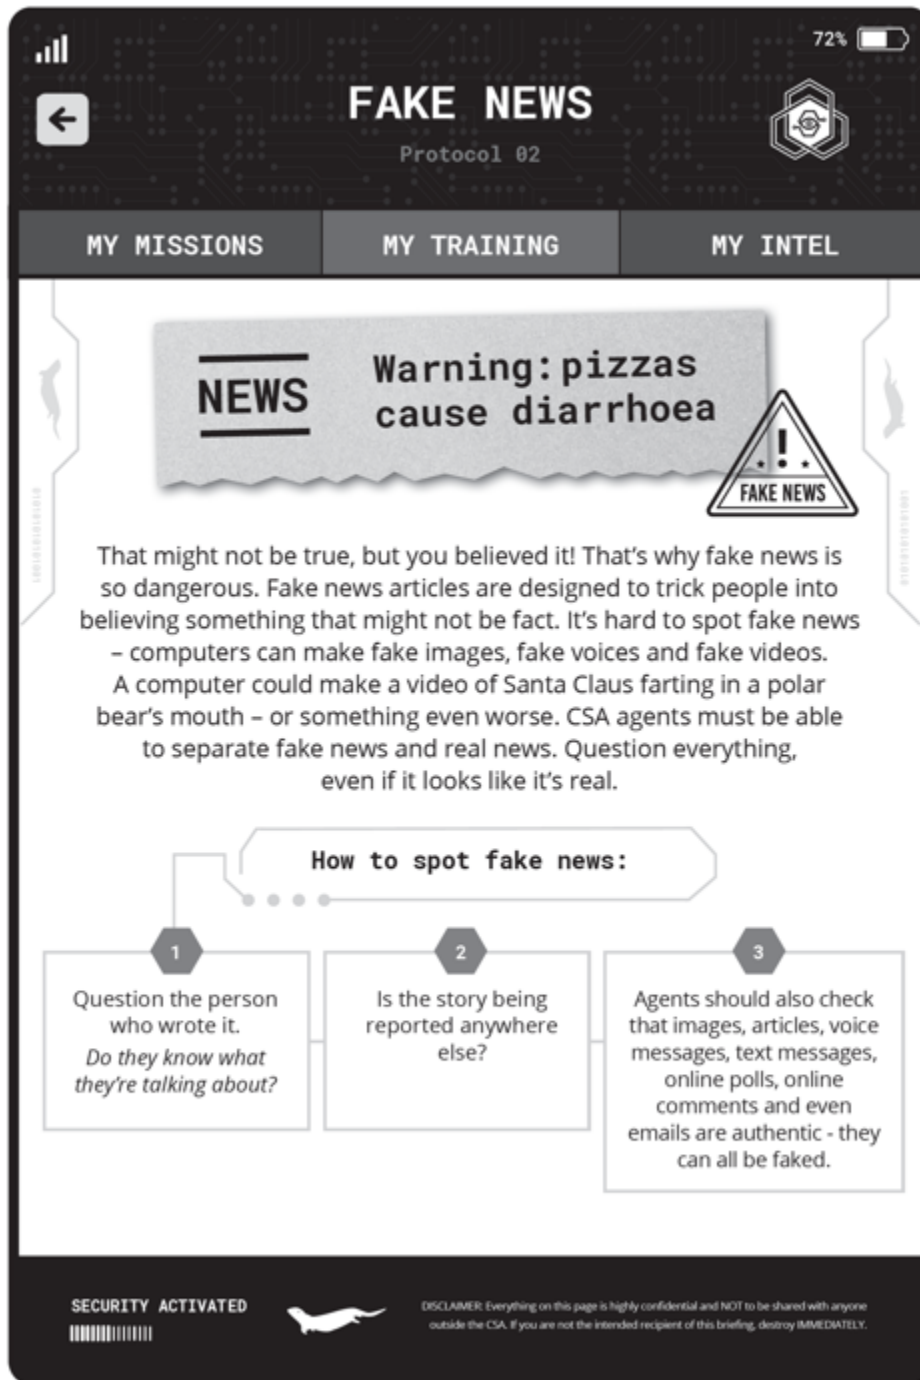 72%
FAKE NEWS
Protocol 02
MY MISSIONS
MY TRAINING
MY INTEL
NEWS
Warning: pizzas
cause diarrhoea
!
FAKE NEWS
That might not be true, but you believed it! That’s why fake news is
so dangerous. Fake news articles are designed to trick people into
believing something that might not be fact. It’s hard to spot fake news
– computers can make fake images, fake voices and fake videos.
A computer could make a video of Santa Claus farting in a polar
bear’s mouth – or something even worse. CSA agents must be able
to separate fake news and real news. Question everything,
even if it looks like it’s real.
How to spot fake news:
1
Question the person
who wrote it.
Do they know what
they’re talking about?
2
Is the story being
reported anywhere
else?
3
Agents should also check
that images, articles, voice
messages, text messages,
online polls, online
comments and even
emails are authentic - they
can all be faked.
SECURITY ACTIVATED
DISCLAIMER: Everything on this page is highly confidential and NOT to be shared with anyone
outside the CSA. If you are not the intended recipient of this briefing, destroy IMMEDIATELY.